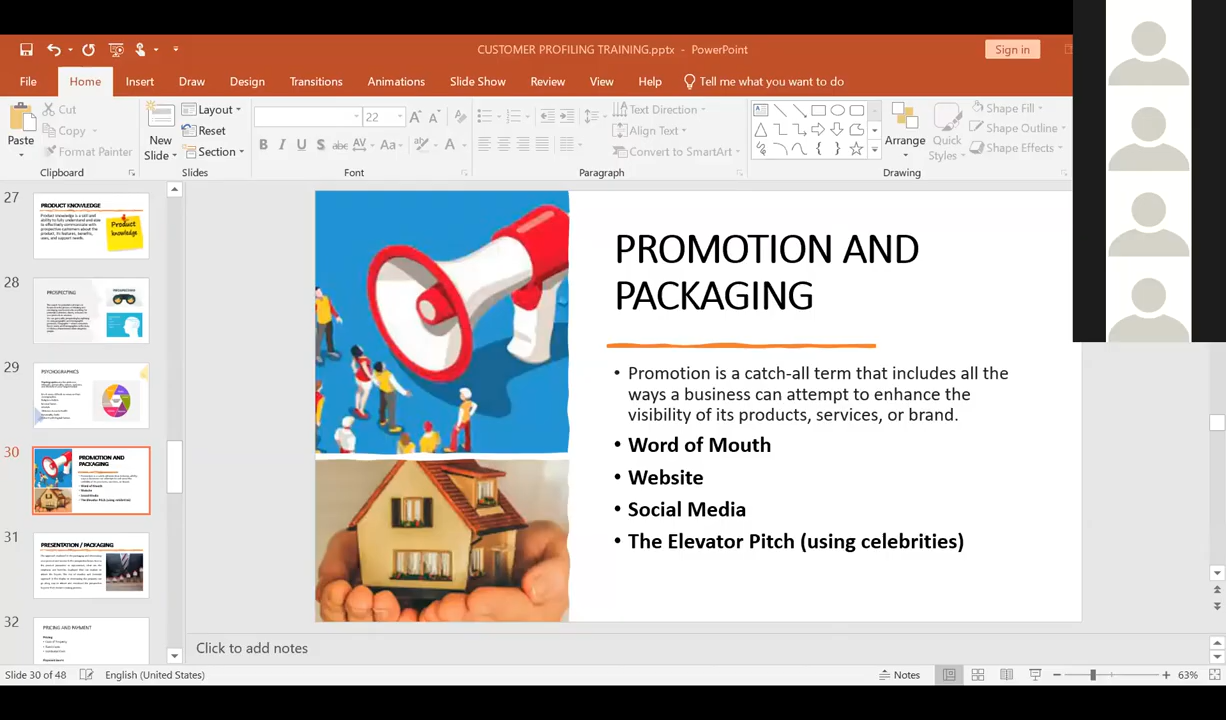 CUSTOMER PROFILING TRAINING.pptx - PowerPoint
Sign in
File Home Insert Draw Design Transitions Animations Slide Show Review View Help Tell me what you want to do
Paste
Cut
Copy
Format Painter
Clipboard
New Slide
Layout
Reset
Section
Slides
22
B I U S abc AV Aa A
Font
Text Direction
Align Text
Convert to SmartArt
Paragraph
Arrange
Quick Styles
Shape Fill
Shape Outline
Shape Effects
Drawing
27
PRODUCT KNOWLEDGE
Product knowledge
28
PROSPECTING
29
PSYCHOGRAPHICS
30
PROMOTION AND
PACKAGING
31
PRESENTATION / PACKAGING
32
PRICING AND PAYMENT
PROMOTION AND
PACKAGING
• Promotion is a catch-all term that includes all the
ways a business can attempt to enhance the
visibility of its products, services, or brand.
• Word of Mouth
• Website
• Social Media
• The Elevator Pitch (using celebrities)
Click to add notes
Slide 30 of 48 English (United States) Notes 63%